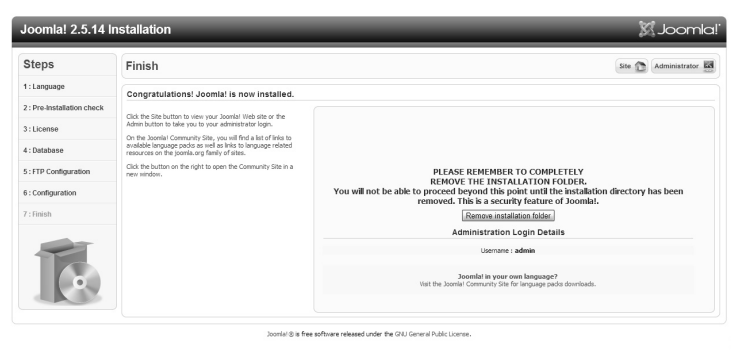 Joomla! 2.5.14 Installation
Joomla!
Steps
1 : Language
2 : Pre-Installation check
3 : License
4 : Database
5 : FTP Configuration
6 : Configuration
7 : Finish
Finish
Site
Administrator
Congratulations! Joomla! is now installed.
Click the Site button to view your Joomla! Web site or the
Admin button to take you to your administrator login.
On the Joomla! Community Site, you will find a list of links to
available language packs as well as links to language related
resources on the joomla.org family of sites.
Click the button on the right to open the Community Site in a
new window.
PLEASE REMEMBER TO COMPLETELY
REMOVE THE INSTALLATION FOLDER.
You will not be able to proceed beyond this point until the installation directory has been
removed. This is a security feature of Joomla!.
Remove installation folder
Administration Login Details
Username : admin
Joomla! in your own language?
Visit the Joomla! Community Site for language packs downloads.
Joomla! ® is free software released under the GNU General Public License.